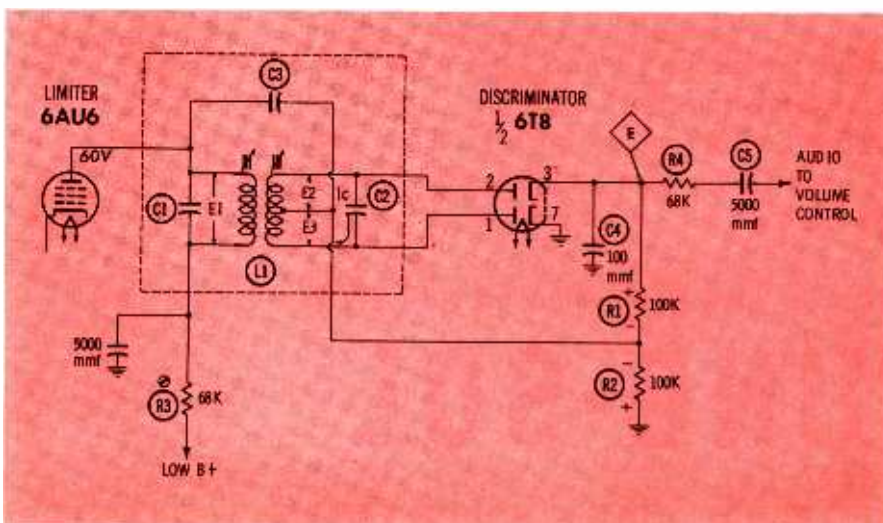 LIMITER
6AU6
60V
C3
C1
E1
E2
E3
Ic
C2
L1
5000
mmf
R3
68K
LOW B+
DISCRIMINATOR
1/2 6T8
2
1
3
7
E
R4
68K
C5
5000
mmf
AUDIO
TO
VOLUME
CONTROL
C4
100
mmf
+
R1
100K
-
-
R2
100K
+